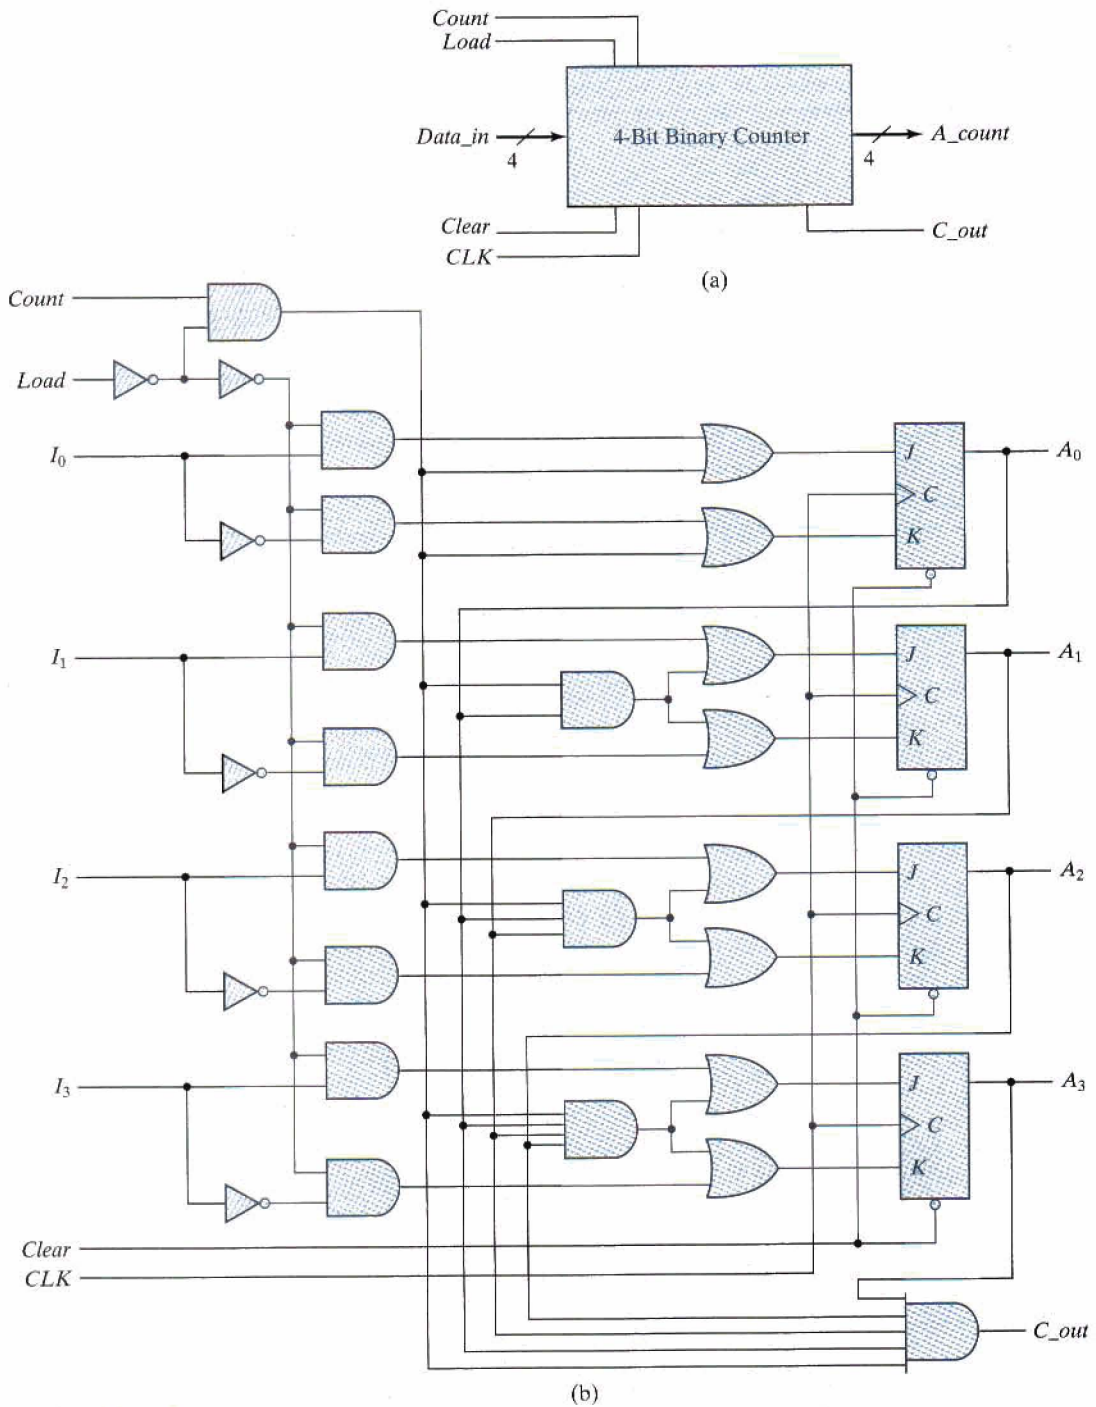 Count
Load
Data_in
4
4-Bit Binary Counter
4
A_count
Clear
CLK
C_out
(a)
Count
Load
I0
J
C
K
A0
I1
J
C
K
A1
I2
J
C
K
A2
I3
J
C
K
A3
Clear
CLK
C_out
(b)